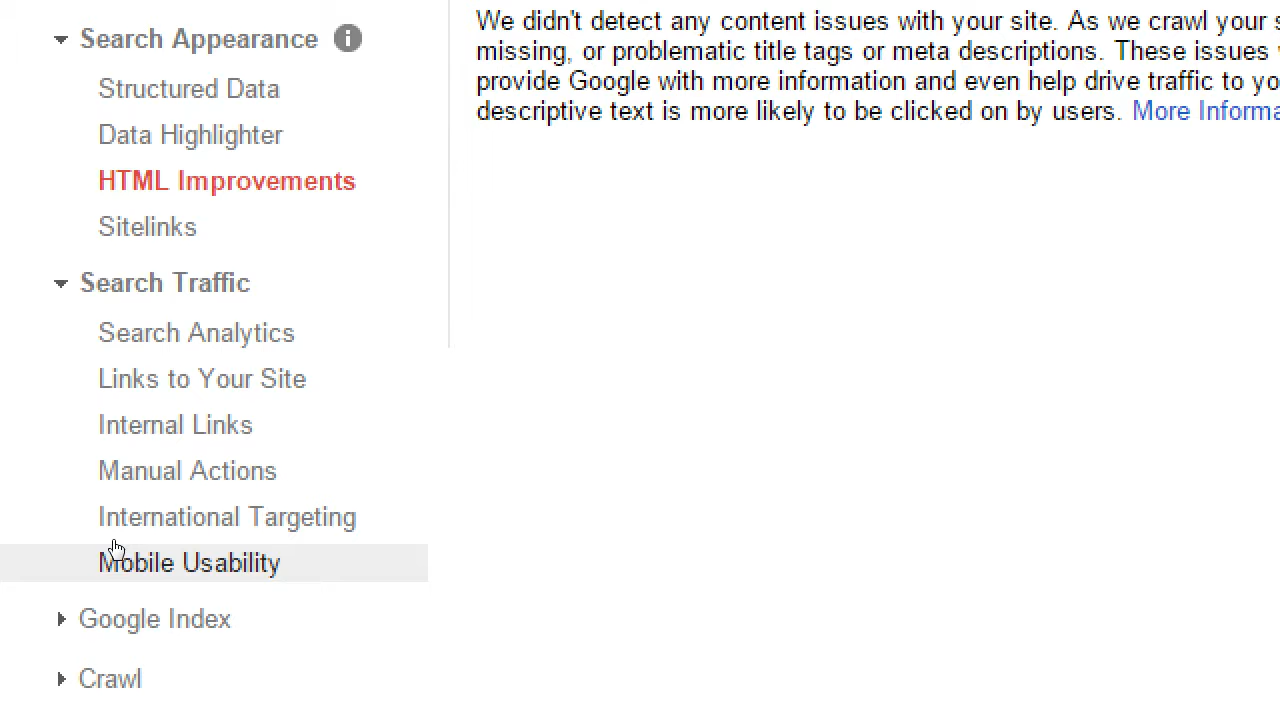 Search Appearance
Structured Data
Data Highlighter
HTML Improvements
Sitelinks
Search Traffic
Search Analytics
Links to Your Site
Internal Links
Manual Actions
International Targeting
Mobile Usability
Google Index
Crawl
We didn't detect any content issues with your site. As we crawl your
missing, or problematic title tags or meta descriptions. These issues
provide Google with more information and even help drive traffic to
descriptive text is more likely to be clicked on by users. More